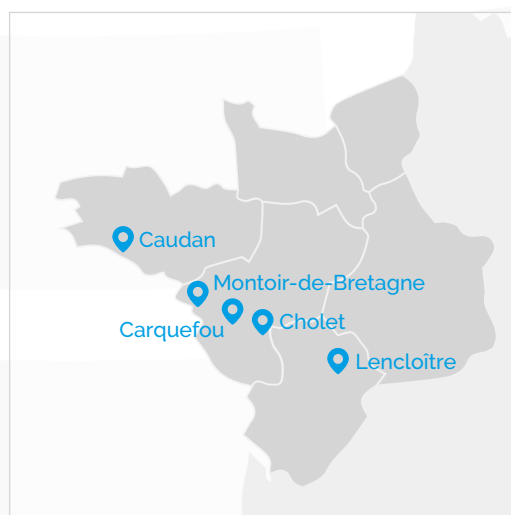 Caudan
Montoir-de-Bretagne
Carquefou
Cholet
Lencloître